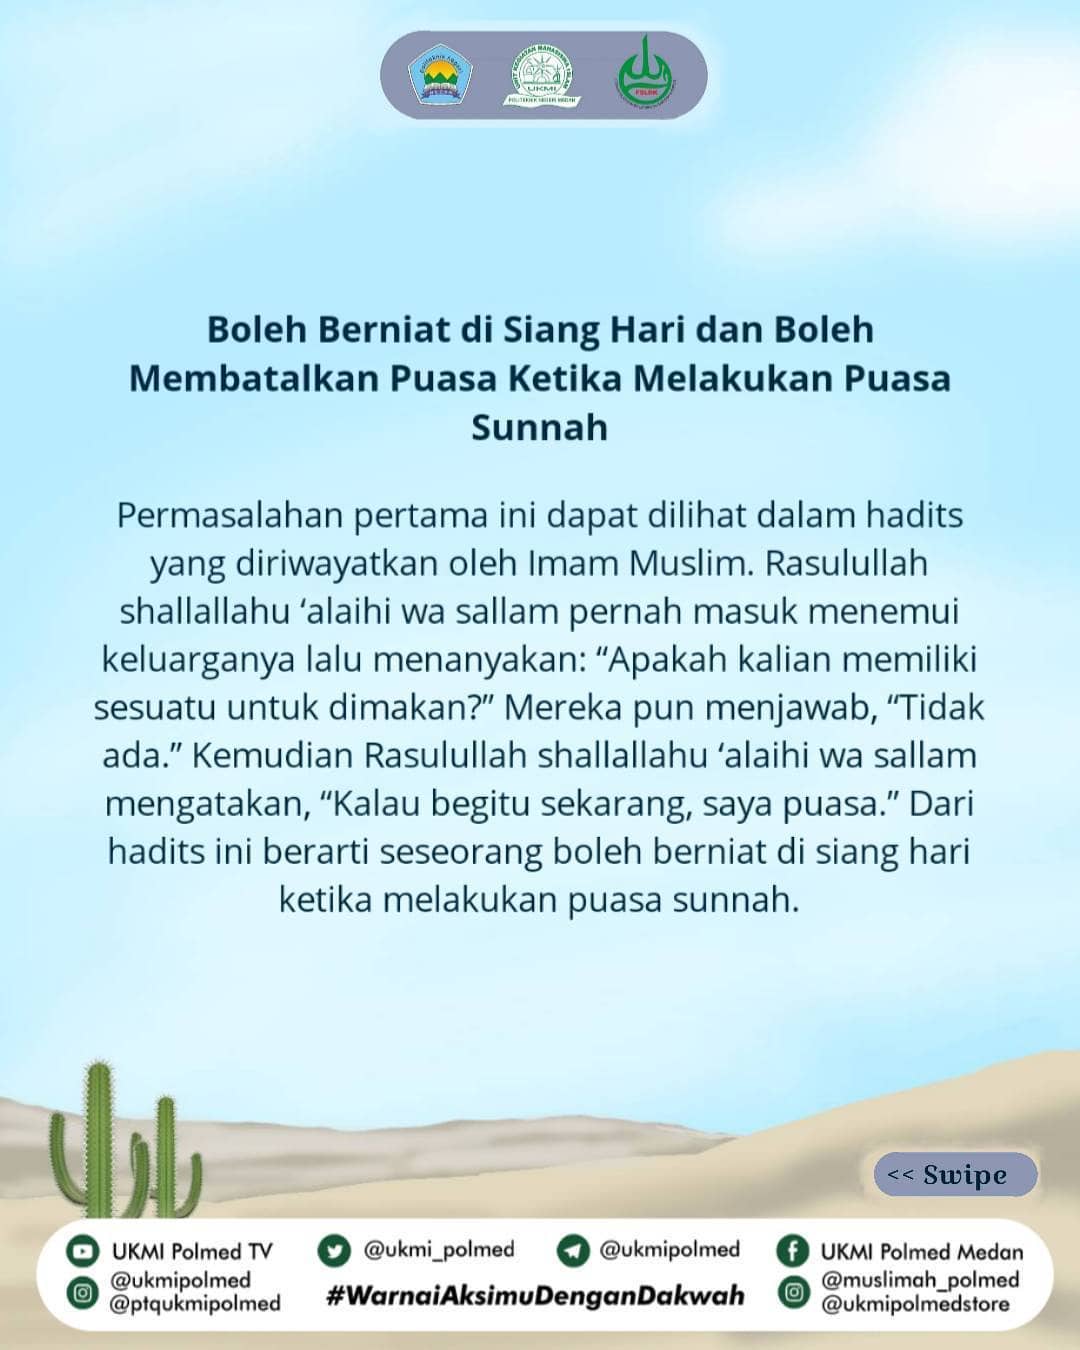 UKMI
POLITEKNIK NEGERI MEDAN
FSLDK
Boleh Berniat di Siang Hari dan Boleh
Membatalkan Puasa Ketika Melakukan Puasa
Sunnah
Permasalahan pertama ini dapat dilihat dalam hadits
yang diriwayatkan oleh Imam Muslim. Rasulullah
shallallahu ‘alaihi wa sallam pernah masuk menemui
keluarganya lalu menanyakan: “Apakah kalian memiliki
sesuatu untuk dimakan?” Mereka pun menjawab, “Tidak
ada.” Kemudian Rasulullah shallallahu ‘alaihi wa sallam
mengatakan, “Kalau begitu sekarang, saya puasa.” Dari
hadits ini berarti seseorang boleh berniat di siang hari
ketika melakukan puasa sunnah.
<< Swipe
UKMI Polmed TV
@ukmipolmed
@ptqukmipolmed
@ukmi_polmed
@ukmipolmed
#WarnaiAksimuDenganDakwah
UKMI Polmed Medan
@muslimah_polmed
@ukmipolmedstore